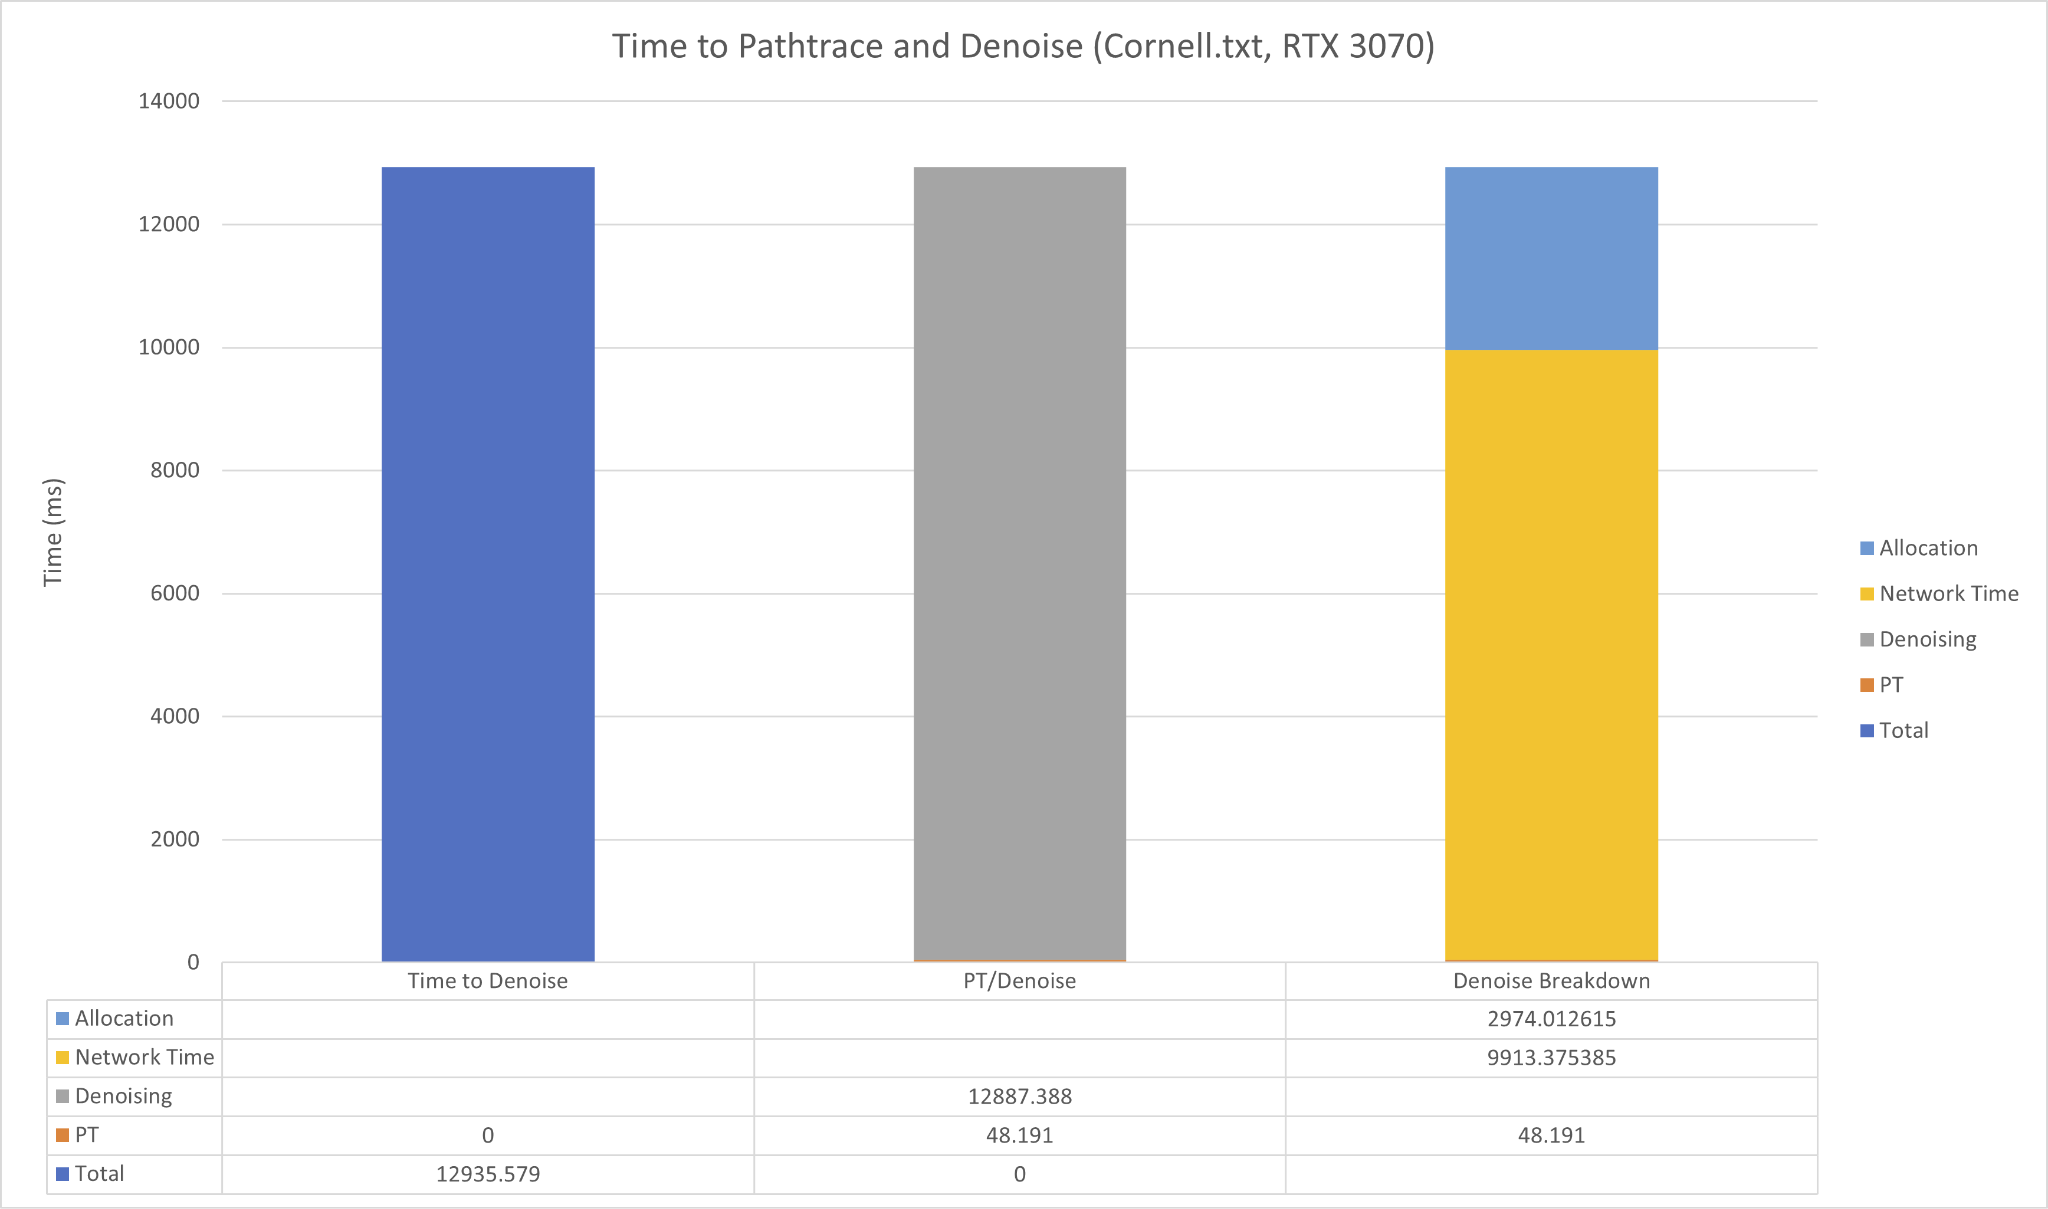 Time to Pathtrace and Denoise (Cornell.txt, RTX 3070)
14000
12000
10000
8000
6000
4000
2000
0
Time (ms)
Allocation
Network Time
Denoising
PT
Total
Time to Denoise PT/Denoise Denoise Breakdown
Allocation 2974.012615
Network Time 9913.375385
Denoising 12887.388
PT 0 48.191 48.191
Total 12935.579 0